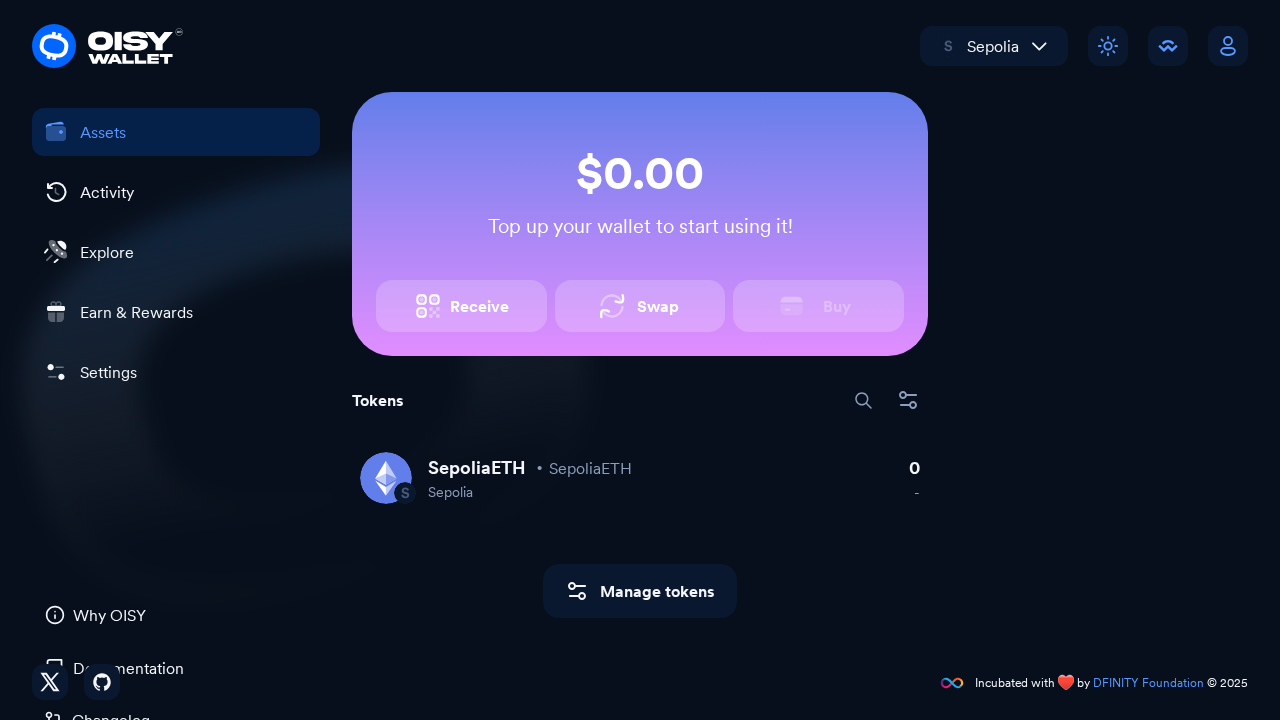 OISY
WALLET
S
Sepolia
Assets
Activity
Explore
Earn & Rewards
Settings
$0.00
Top up your wallet to start using it!
Receive
Swap
Buy
Tokens
SepoliaETH • SepoliaETH
0
S
Sepolia
-
Manage tokens
Why OISY
Documentation
Changelog
Incubated with ❤️ by DFINITY Foundation © 2025